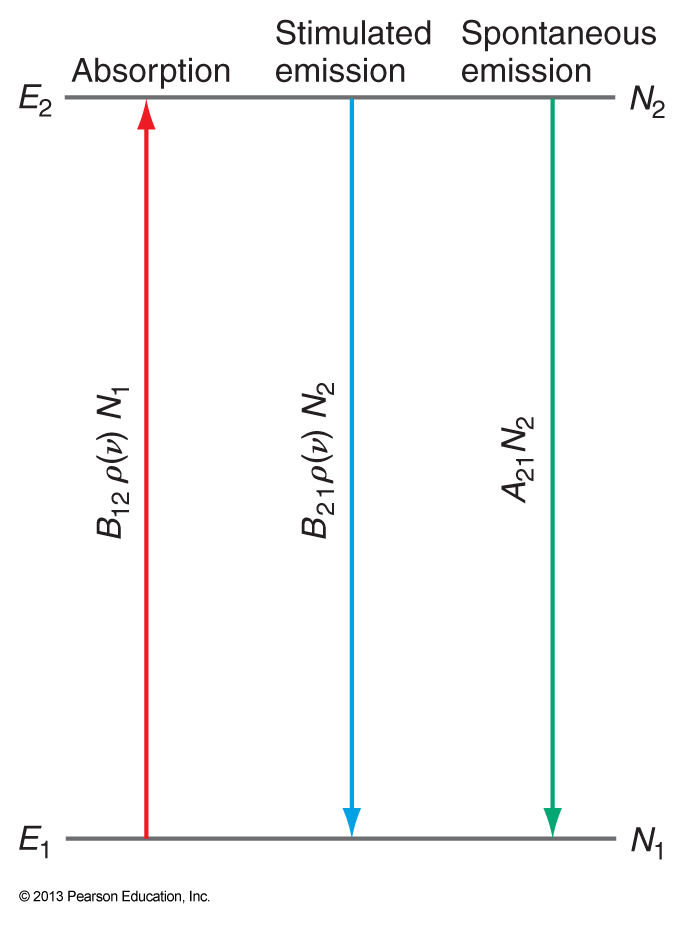 Absorption
Stimulated
emission
Spontaneous
emission
E₂
N₂
B₁₂ ρ(ν) N₁
B₂₁ρ(ν) N₂
A₂₁N₂
E₁
N₁
© 2013 Pearson Education, Inc.